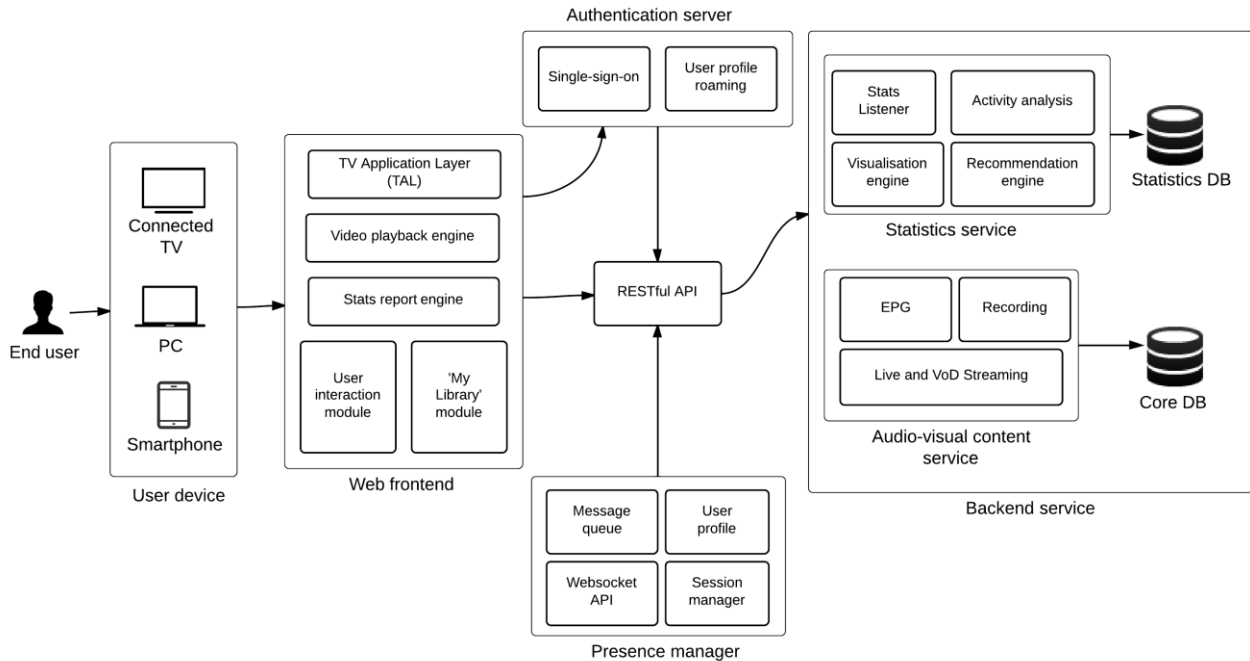 Authentication server
Single-sign-on
User profile
roaming
Stats
Listener
Activity analysis
Visualisation
engine
Recommendation
engine
Statistics service
Statistics DB
TV Application Layer
(TAL)
Video playback engine
Stats report engine
User
interaction
module
'My
Library'
module
Web frontend
Connected
TV
PC
Smartphone
User device
End user
RESTful API
EPG
Recording
Live and VoD Streaming
Audio-visual content
service
Core DB
Backend service
Message
queue
User
profile
Websocket
API
Session
manager
Presence manager